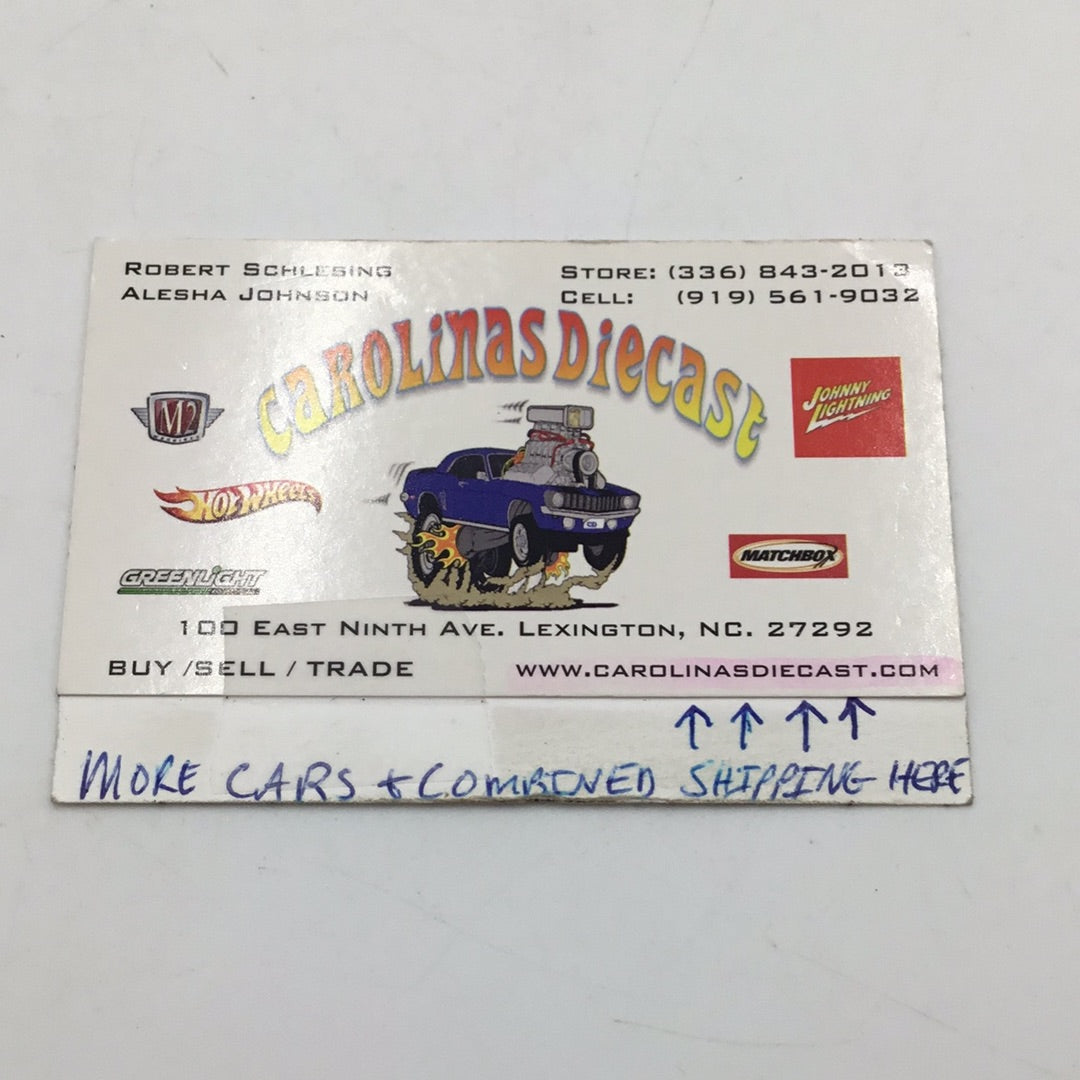 ROBERT SCHLESING
ALESHA JOHNSON
STORE: (336) 843-2013
CELL: (919) 561-9032
CAROLINAS DIECAST
M2
MACHINES
JOHNNY
LIGHTNING
HOT WHEELS
MATCHBOX
GREENLIGHT
CD
100 EAST NINTH AVE. LEXINGTON, NC. 27292
BUY /SELL / TRADE
WWW.CAROLINASDIECAST.COM
↑ ↑ ↑ ↑
MORE CARS + COMBINED SHIPPING HERE